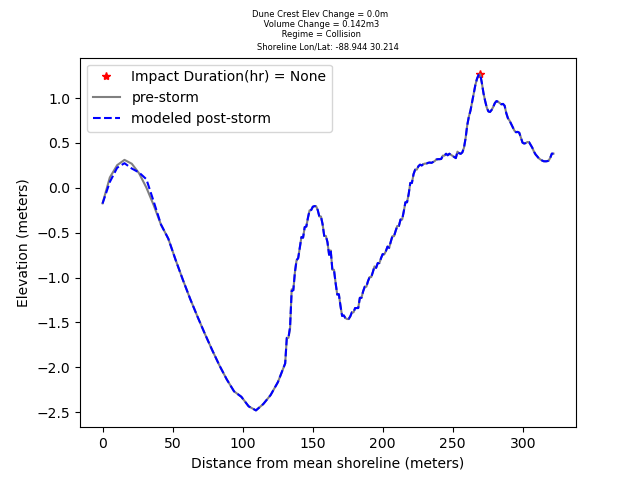 Dune Crest Elev Change = 0.0m
Volume Change = 0.142m3
Regime = Collision
Shoreline Lon/Lat: -88.944 30.214
Impact Duration(hr) = None
pre-storm
modeled post-storm
Elevation (meters)
1.0
0.5
0.0
−0.5
−1.0
−1.5
−2.0
−2.5
0 50 100 150 200 250 300
Distance from mean shoreline (meters)